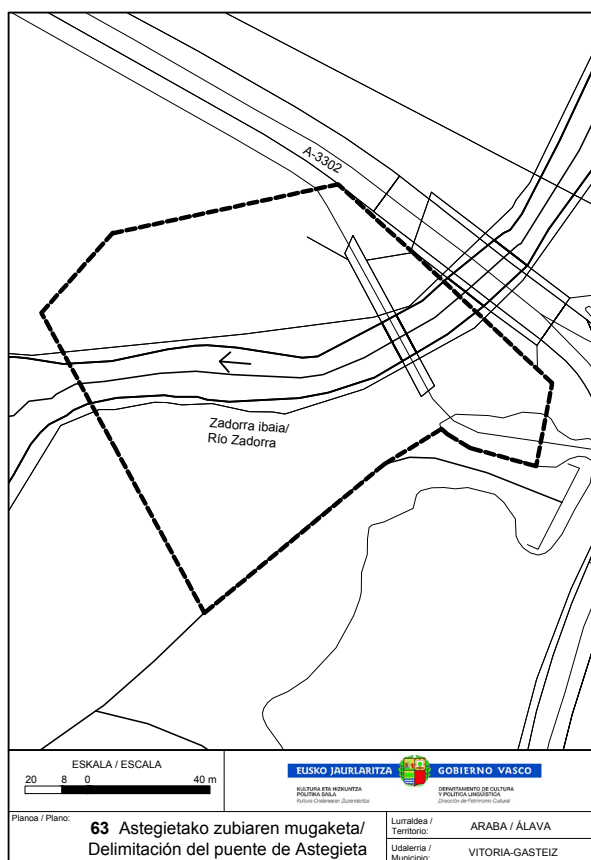 A-3302
Zadorra ibaia/
Río Zadorra
ESKALA / ESCALA
20 8 0 40 m
EUSKO JAURLARITZA GOBIERNO VASCO
KULTURA ETA HIZKUNTZA
POLITIKA SAILA
Kultura Ondarearen Zuzendaritza
DEPARTAMENTO DE CULTURA
Y POLÍTICA LINGÜÍSTICA
Dirección de Patrimonio Cultural
Planoa / Plano:
63 Astegietako zubiaren mugaketa/
Delimitación del puente de Astegieta
Lurraldea /
Territorio:
ARABA / ÁLAVA
Udalerria /
Municipio:
VITORIA-GASTEIZ